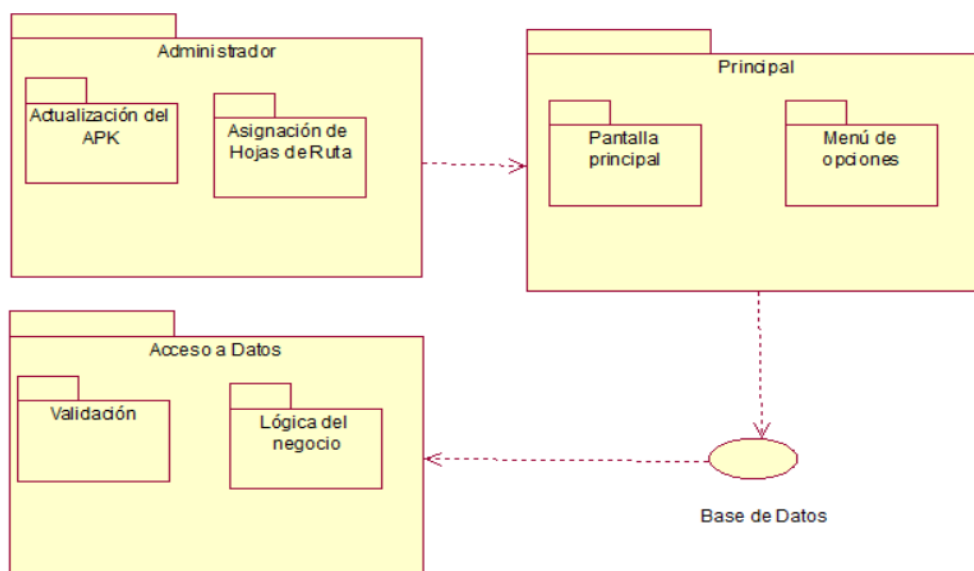 Administrador
Actualización del
APK
Asignación de
Hojas de Ruta
Principal
Pantalla
principal
Menú de
opciones
Acceso a Datos
Validación
Lógica del
negocio
Base de Datos